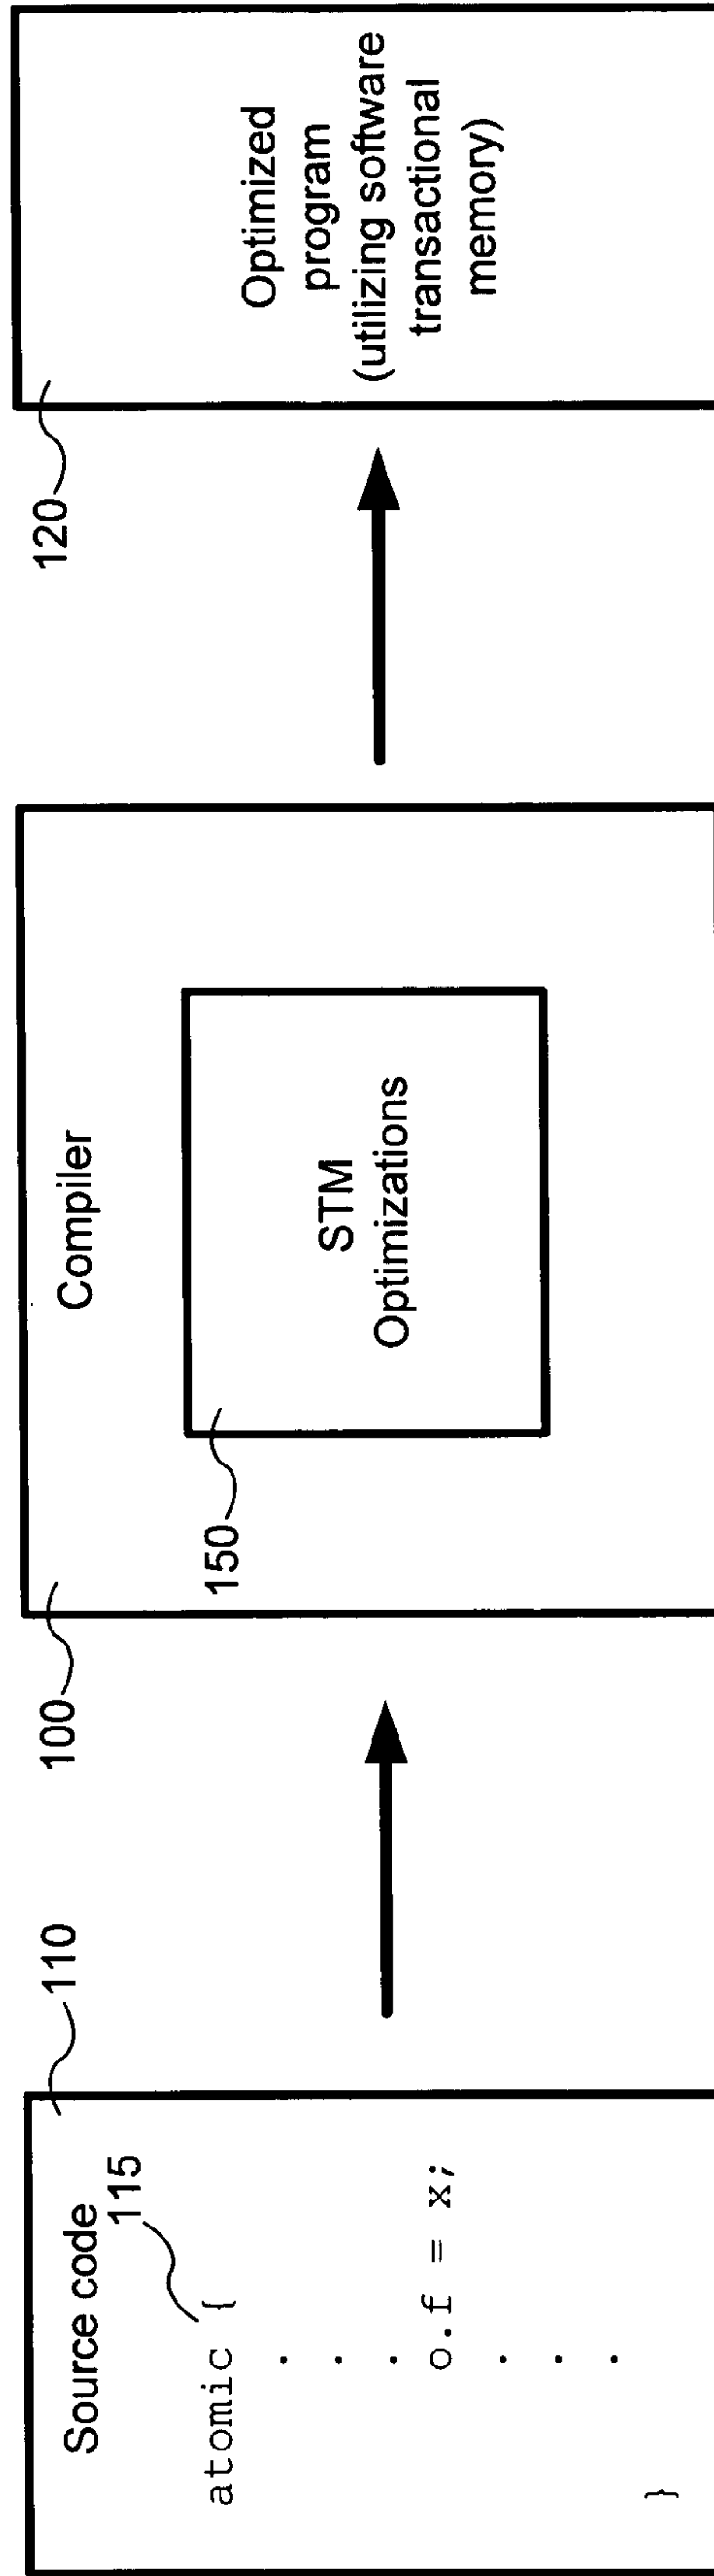 110
Source code
115
atomic {
.
.
.
o.f = x;
.
.
.
}
100
Compiler
150
STM
Optimizations
120
Optimized
program
(utilizing software
transactional
memory)